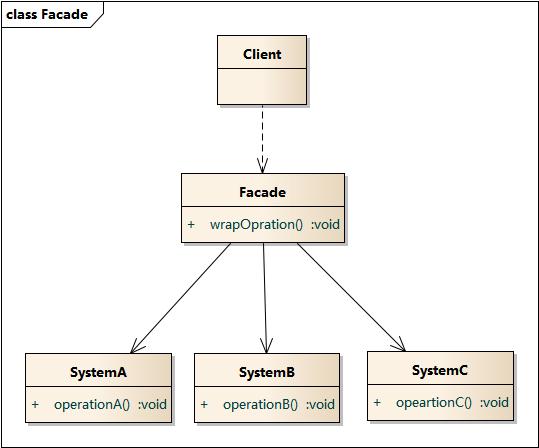 class Facade
Client
Facade
+ wrapOpration() :void
SystemA
+ operationA() :void
SystemB
+ operationB() :void
SystemC
+ opeartionC() :void